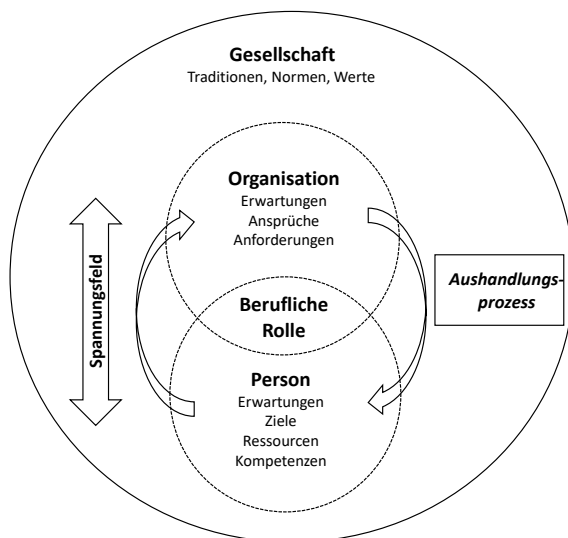 Gesellschaft
Traditionen, Normen, Werte
Organisation
Erwartungen
Ansprüche
Anforderungen
Spannungsfeld
Aushandlungs-
prozess
Berufliche
Rolle
Person
Erwartungen
Ziele
Ressourcen
Kompetenzen